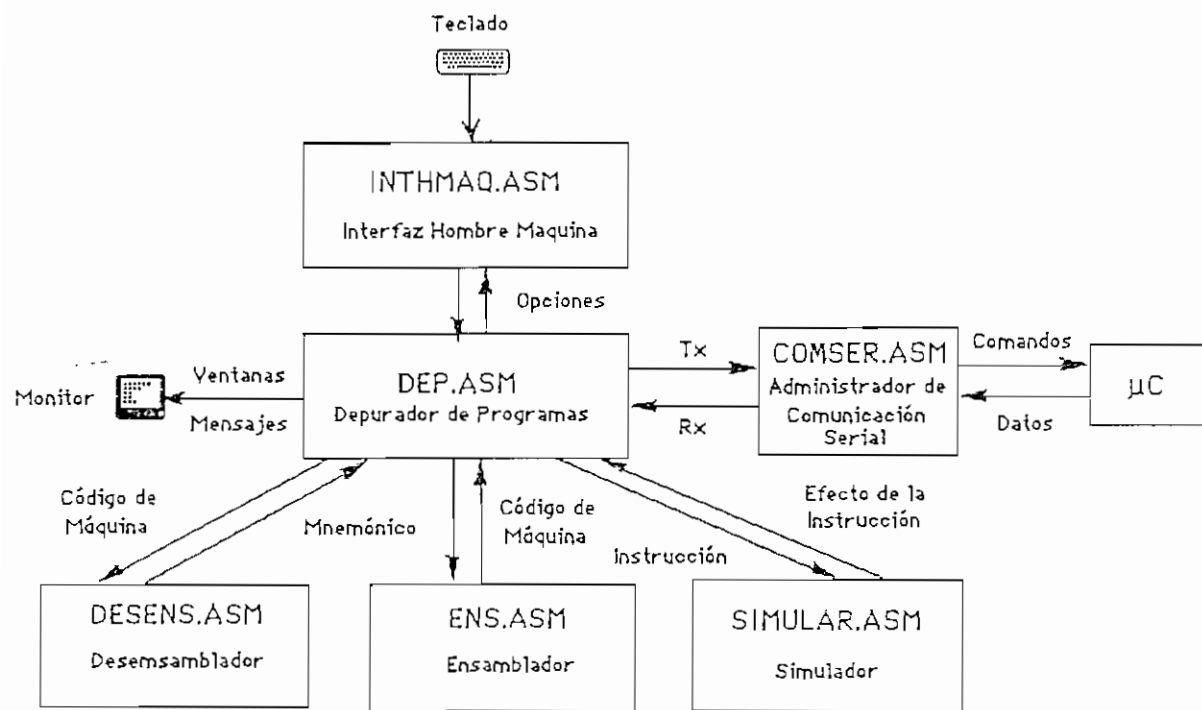 Teclado
INTHMAQ.ASM
Interfaz Hombre Maquina
Opciones
Monitor
Ventanas
Mensajes
DEP.ASM
Depurador de Programas
Tx
Rx
COMSER.ASM
Administrador de
Comunicación
Serial
Comandos
Datos
μC
Código de
Máquina
Mnemónico
Código de
Máquina
Instrucción
Efecto de la
Instrucción
DESENS.ASM
Desemsamblador
ENS.ASM
Ensamblador
SIMULAR.ASM
Simulador